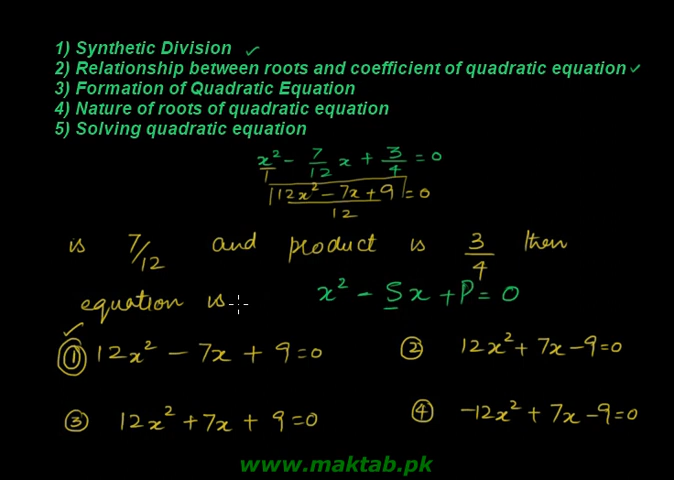 1) Synthetic Division ✓
2) Relationship between roots and coefficient of quadratic equation ✓
3) Formation of Quadratic Equation
4) Nature of roots of quadratic equation
5) Solving quadratic equation
x²/1 - 7/12 x + 3/4 = 0
12x² - 7x + 9 / 12 = 0
is 7/12 and product is 3/4 then
equation is x² - Sx + P = 0
✓
① 12x² - 7x + 9 = 0 ② 12x² + 7x - 9 = 0
③ 12x² + 7x + 9 = 0 ④ -12x² + 7x - 9 = 0
www.maktab.pk